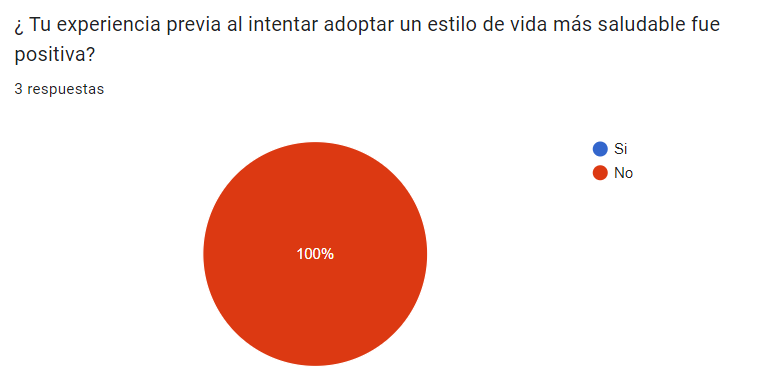 ¿ Tu experiencia previa al intentar adoptar un estilo de vida más saludable fue
positiva?
3 respuestas
Si
No
100%